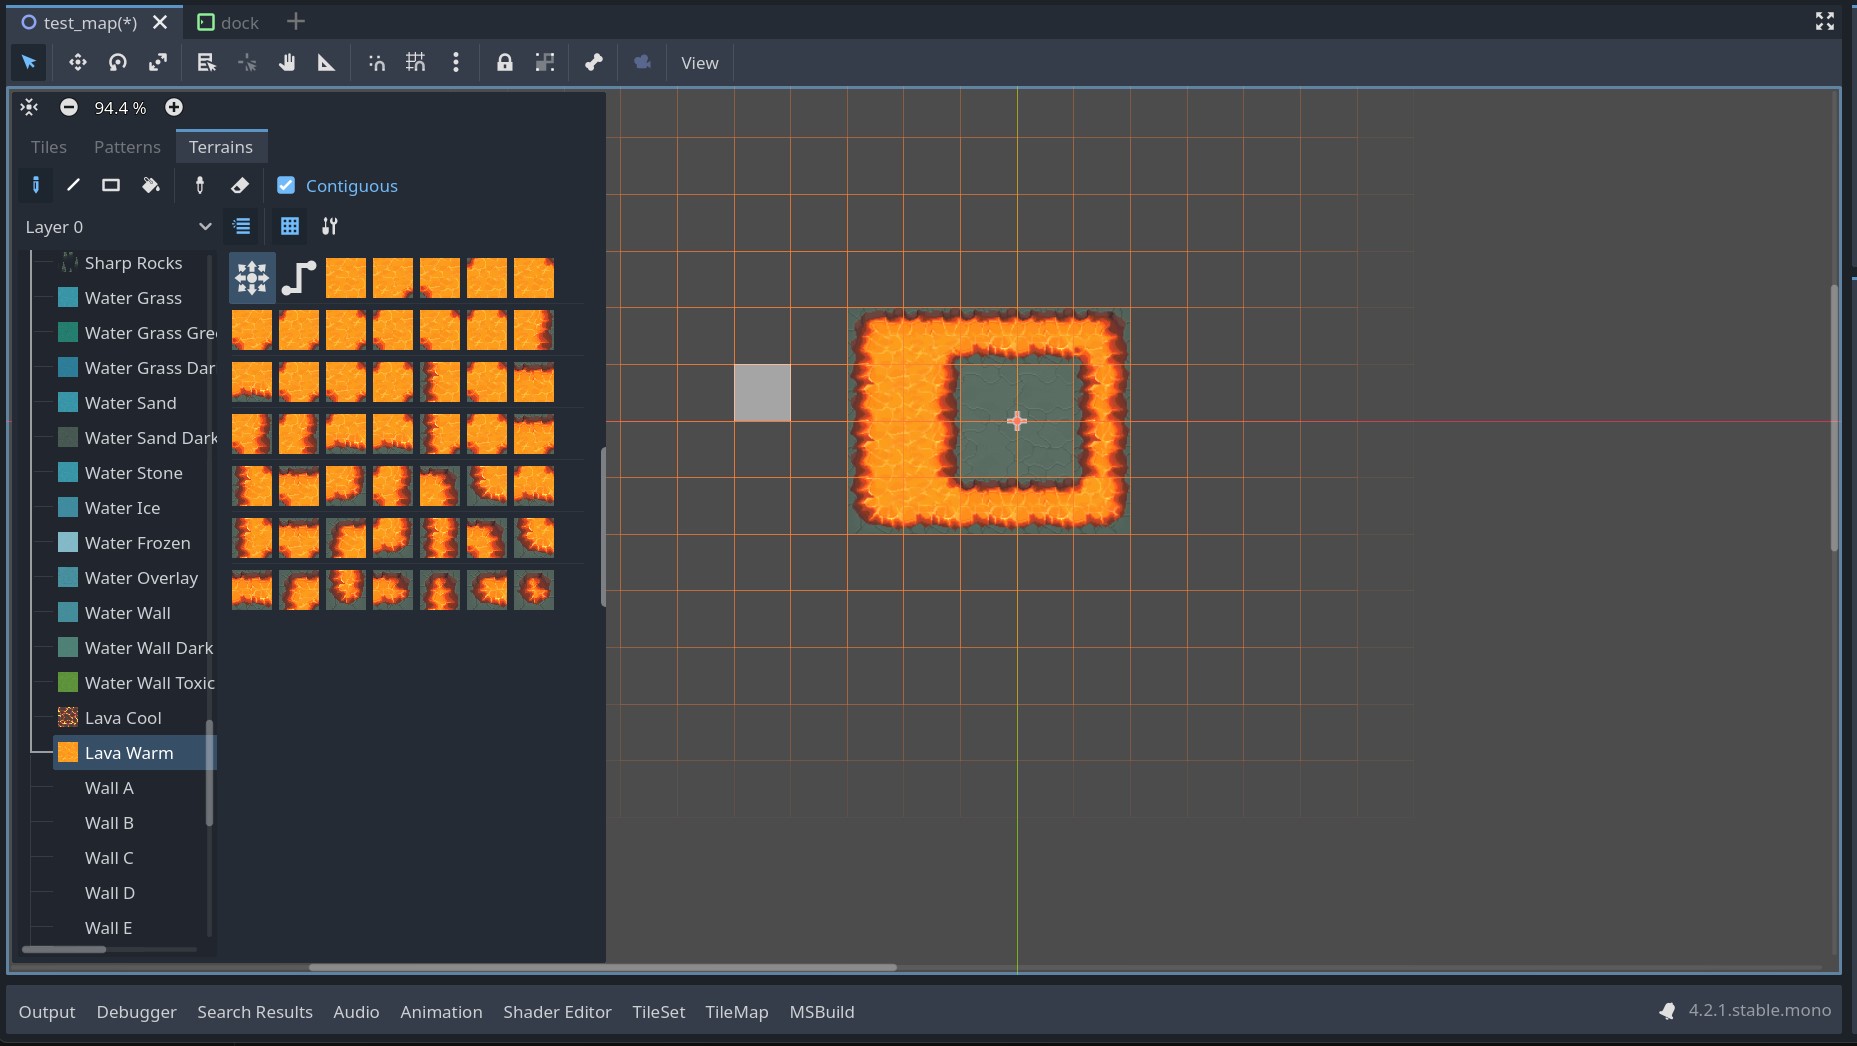 test_map(*)
dock
View
94.4 %
Tiles Patterns Terrains
Contiguous
Layer 0
Sharp Rocks
Water Grass
Water Grass Gre
Water Grass Dar
Water Sand
Water Sand Dark
Water Stone
Water Ice
Water Frozen
Water Overlay
Water Wall
Water Wall Dark
Water Wall Toxic
Lava Cool
Lava Warm
Wall A
Wall B
Wall C
Wall D
Wall E
Output Debugger Search Results Audio Animation Shader Editor TileSet TileMap MSBuild 4.2.1.stable.mono